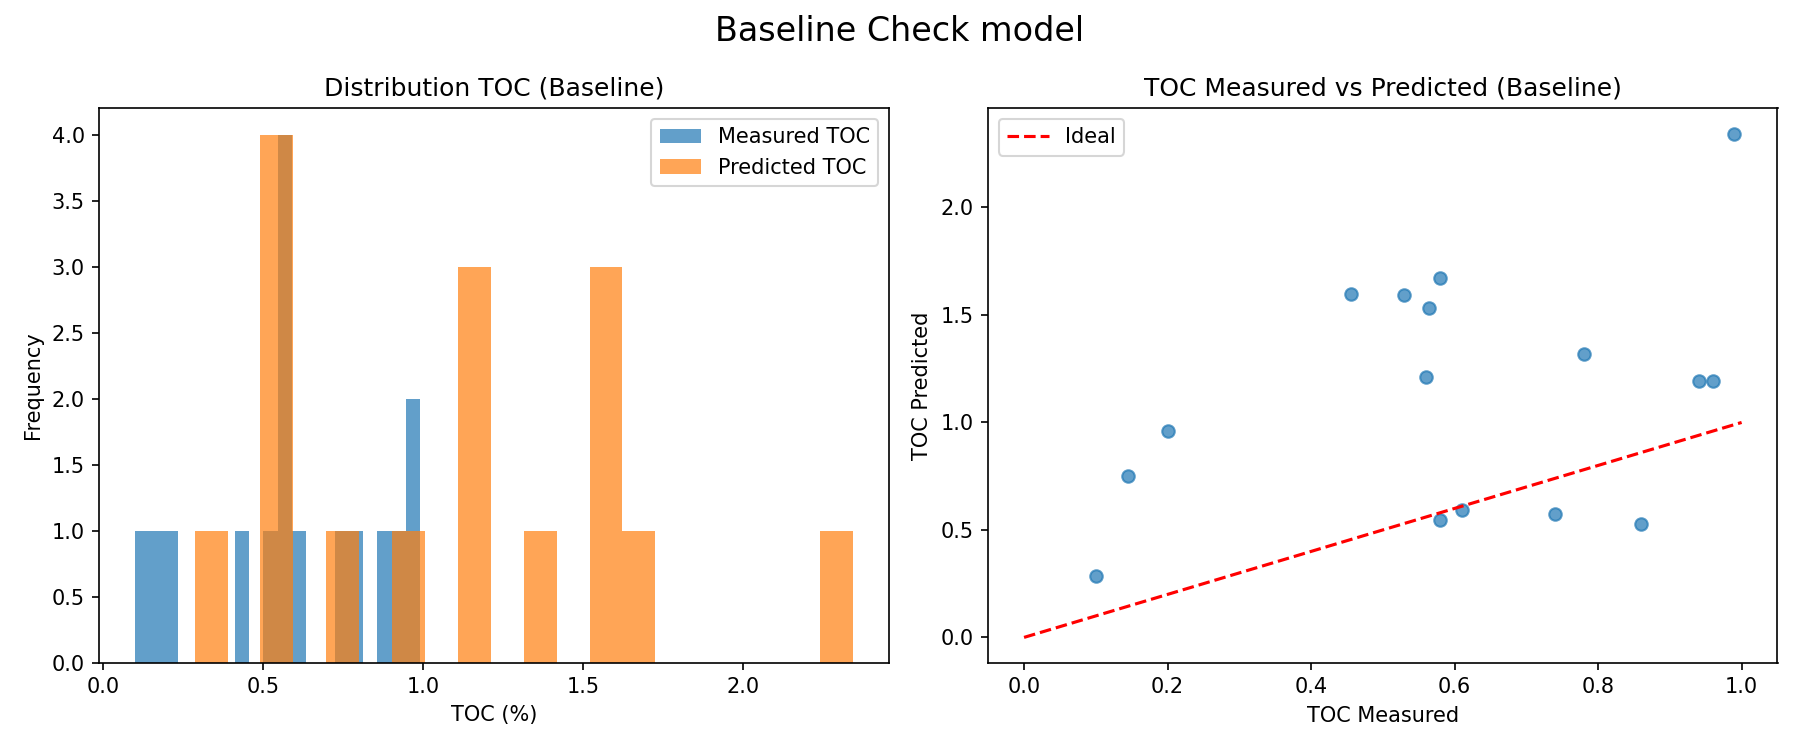 Baseline Check model
Distribution TOC (Baseline)
Measured TOC
Predicted TOC
Frequency
4.0
3.5
3.0
2.5
2.0
1.5
1.0
0.5
0.0
0.0 0.5 1.0 1.5 2.0
TOC (%)
TOC Measured vs Predicted (Baseline)
Ideal
TOC Predicted
2.0
1.5
1.0
0.5
0.0
0.0 0.2 0.4 0.6 0.8 1.0
TOC Measured